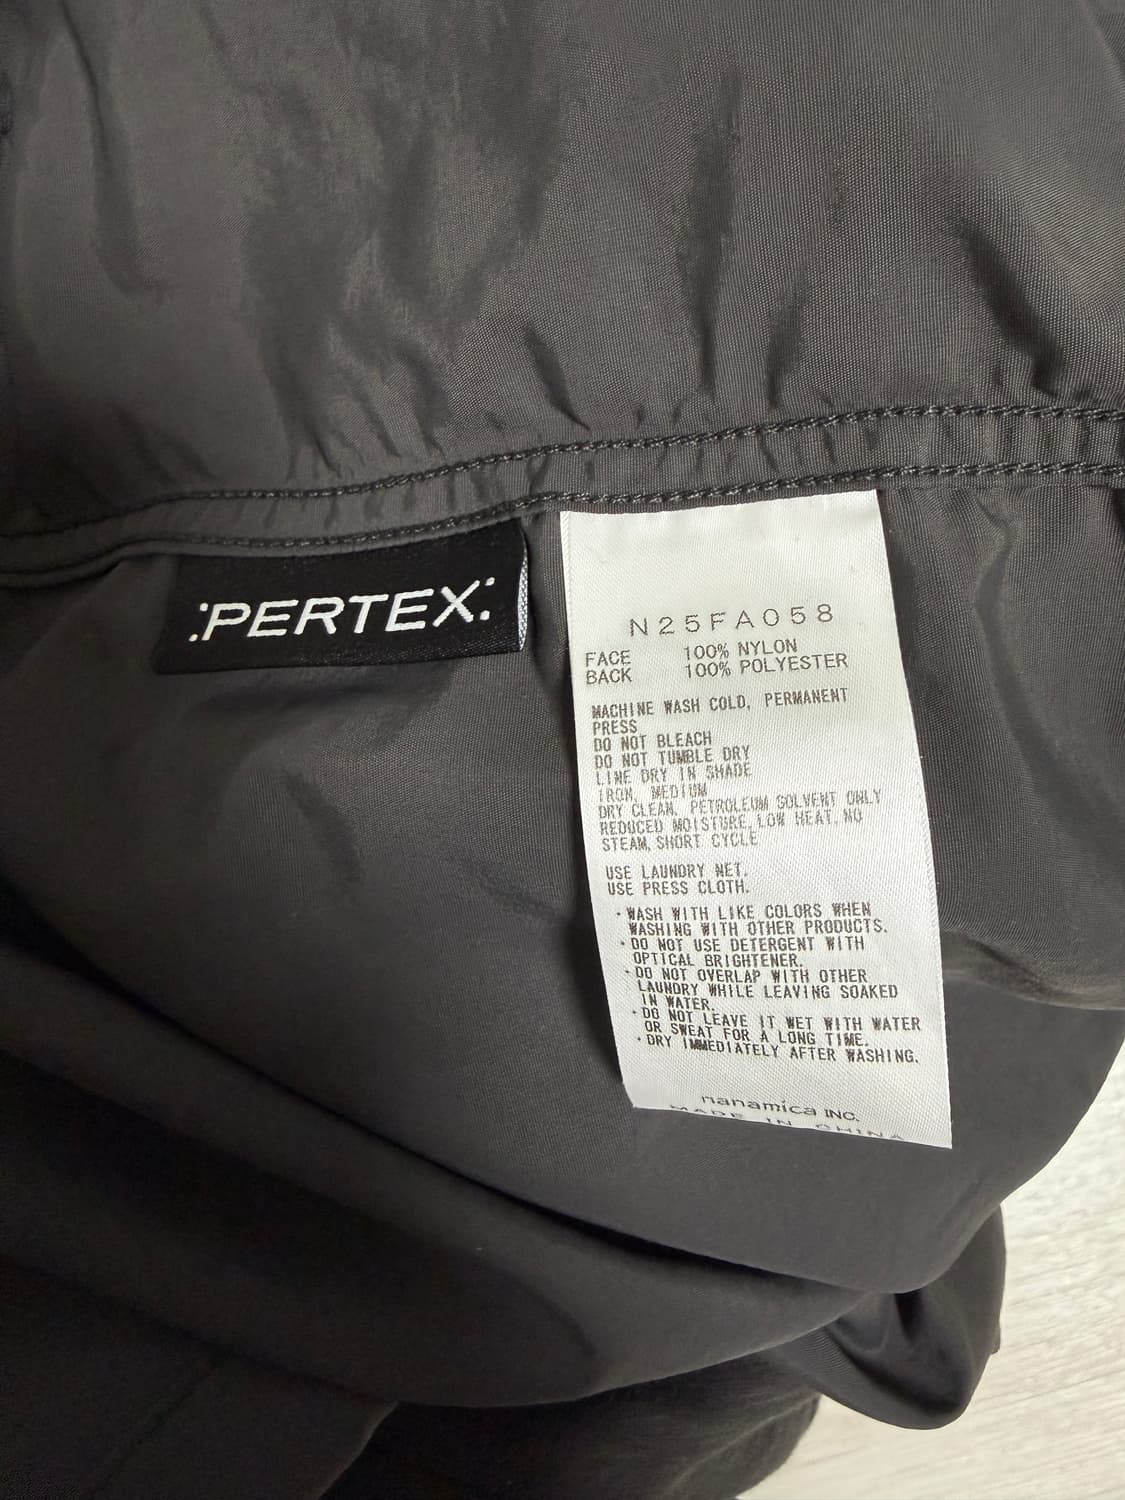 :PERTEX:
N25FA058
FACE 100% NYLON
BACK 100% POLYESTER
MACHINE WASH COLD, PERMANENT
PRESS
DO NOT BLEACH
DO NOT TUMBLE DRY
LINE DRY IN SHADE
IRON, MEDIUM
DRY CLEAN, PETROLEUM SOLVENT ONLY
REDUCED MOISTURE, LOW HEAT, NO
STEAM, SHORT CYCLE
USE LAUNDRY NET.
USE PRESS CLOTH.
・WASH WITH LIKE COLORS WHEN
WASHING WITH OTHER PRODUCTS.
・DO NOT USE DETERGENT WITH
OPTICAL BRIGHTENER.
・DO NOT OVERLAP WITH OTHER
LAUNDRY WHILE LEAVING SOAKED
IN WATER.
・DO NOT LEAVE IT WET WITH WATER
OR SWEAT FOR A LONG TIME.
・DRY IMMEDIATELY AFTER WASHING.
nanamica INC.
MADE IN CHINA